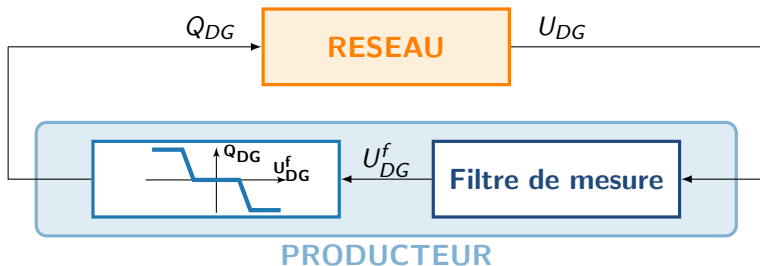 Q_DG
RESEAU
U_DG
Q_DG
U^f_DG
U^f_DG
Filtre de mesure
PRODUCTEUR